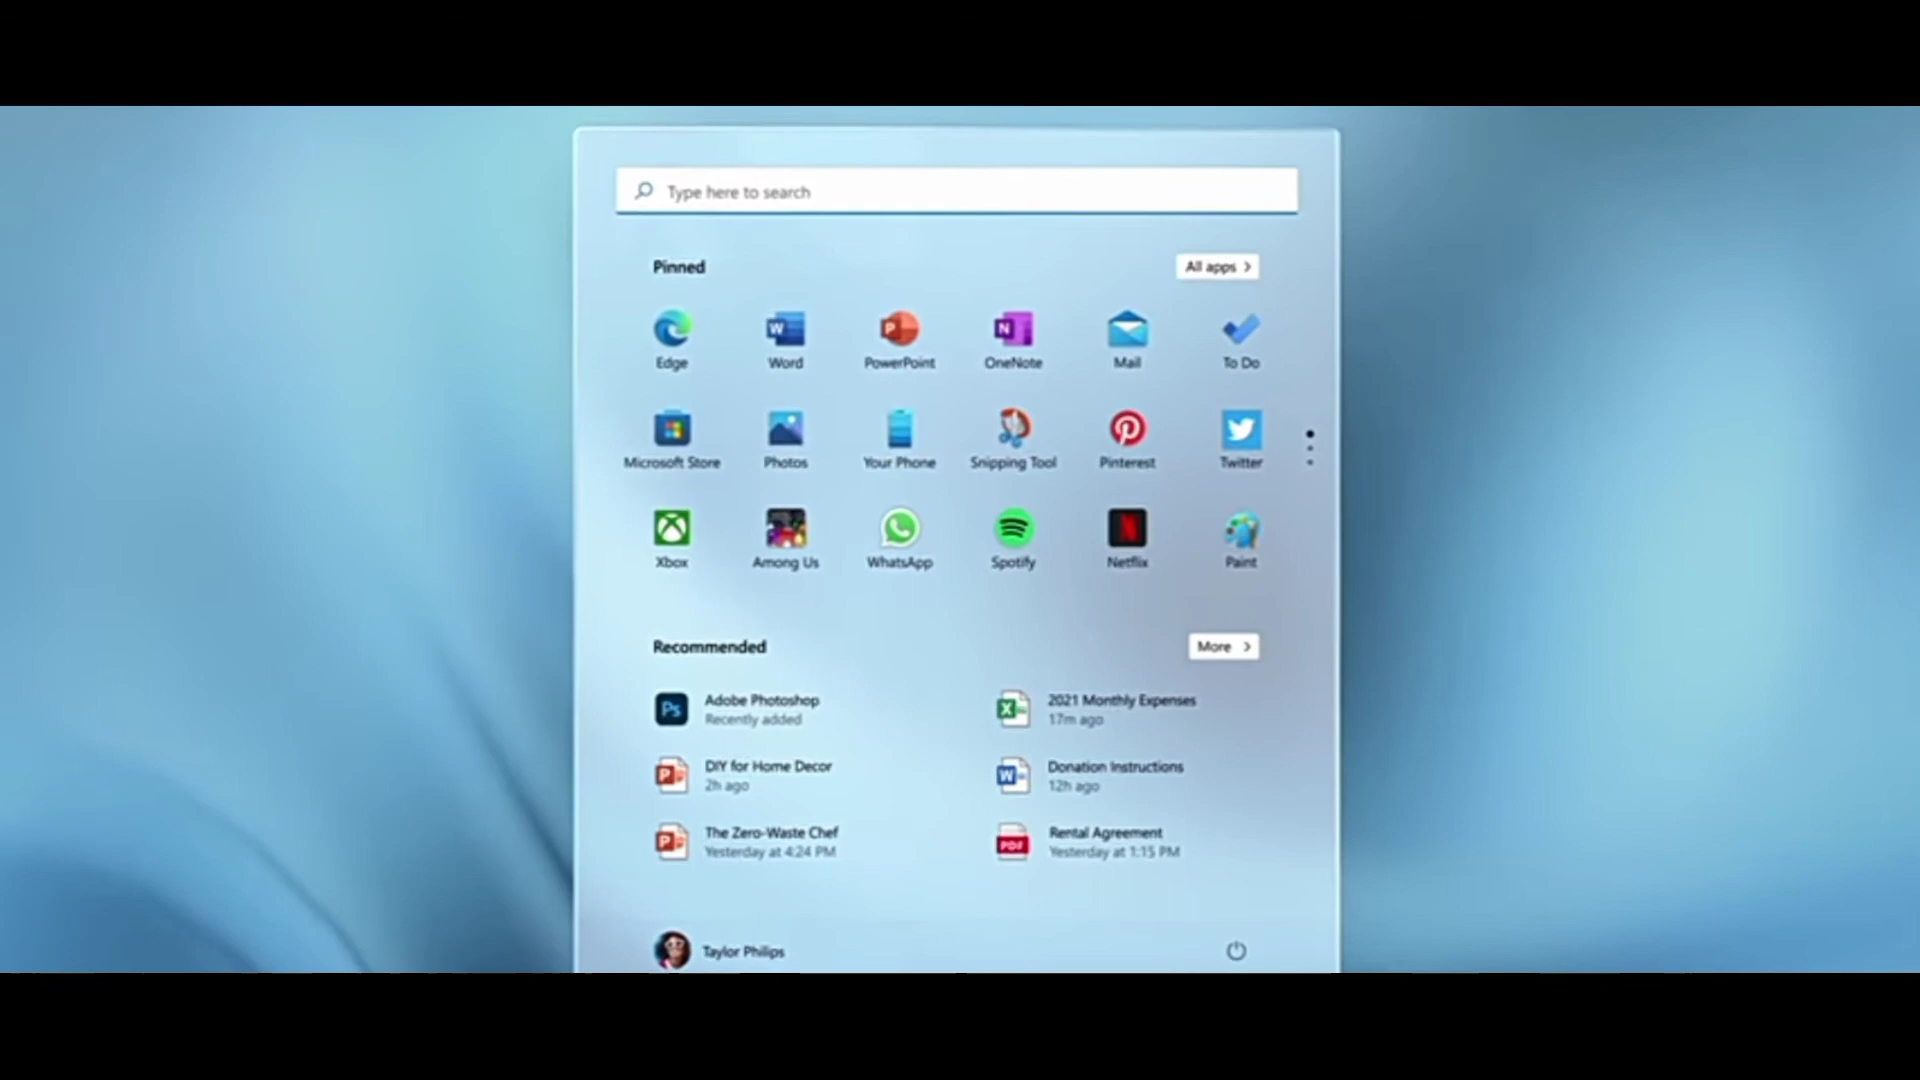 Type here to search
Pinned
All apps
Edge
Word
PowerPoint
OneNote
Mail
To Do
Microsoft Store
Photos
Your Phone
Snipping Tool
Pinterest
Twitter
Xbox
Among Us
WhatsApp
Spotify
Netflix
Paint
Recommended
More
Ps
Adobe Photoshop
Recently added
2021 Monthly Expenses
17m ago
DIY for Home Decor
2h ago
Donation Instructions
12h ago
The Zero-Waste Chef
Yesterday at 4:24 PM
PDF
Rental Agreement
Yesterday at 1:15 PM
Taylor Philips